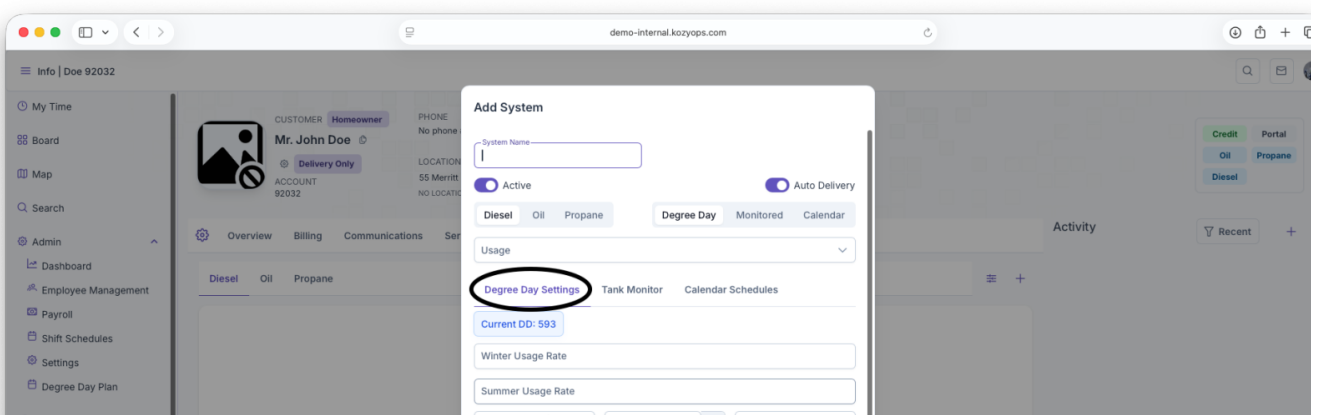 demo-internal.kozyops.com
Info | Doe 92032
My Time
Board
Map
Search
Admin
Dashboard
Employee Management
Payroll
Shift Schedules
Settings
Degree Day Plan
CUSTOMER Homeowner
Mr. John Doe
Delivery Only
ACCOUNT
92032
PHONE
No phone
LOCATION
55 Merritt
NO LOCATIO
Overview Billing Communications Ser
Diesel Oil Propane
Add System
System Name
Active Auto Delivery
Diesel Oil Propane Degree Day Monitored Calendar
Usage
Degree Day Settings Tank Monitor Calendar Schedules
Current DD: 593
Winter Usage Rate
Summer Usage Rate
Credit Portal
Oil Propane
Diesel
Activity
Recent